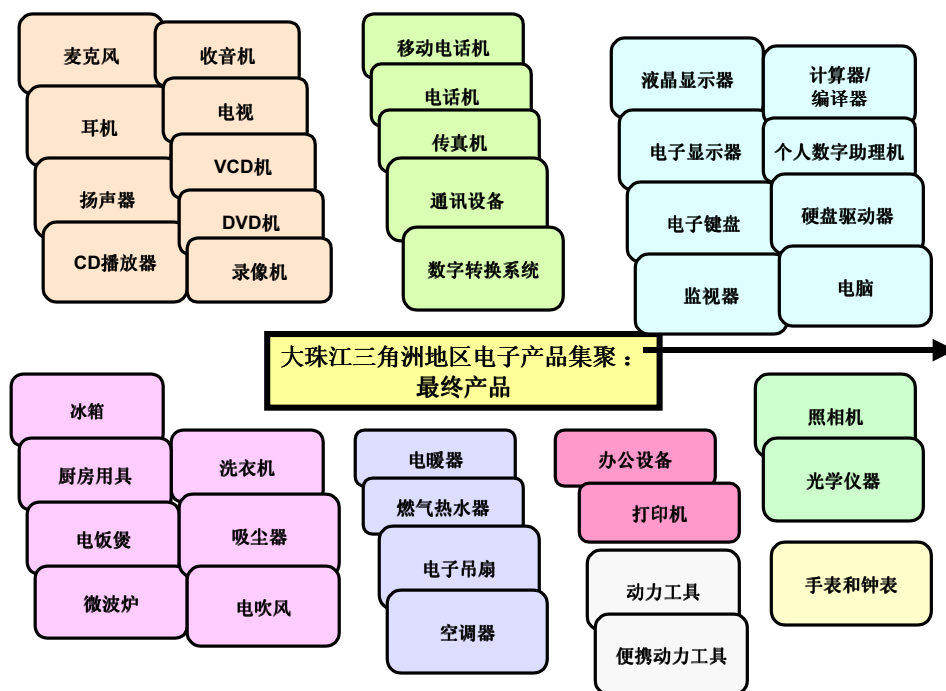 麦克风
收音机
耳机
电视
扬声器
VCD机
CD播放器
DVD机
录像机
移动电话机
电话机
传真机
通讯设备
数字转换系统
液晶显示器
计算器/
编译器
电子显示器
个人数字助理机
电子键盘
硬盘驱动器
监视器
电脑
大珠江三角洲地区电子产品集聚：
最终产品
冰箱
厨房用具
洗衣机
电饭煲
吸尘器
微波炉
电吹风
电暖器
燃气热水器
电子吊扇
空调器
办公设备
打印机
动力工具
便携动力工具
照相机
光学仪器
手表和钟表